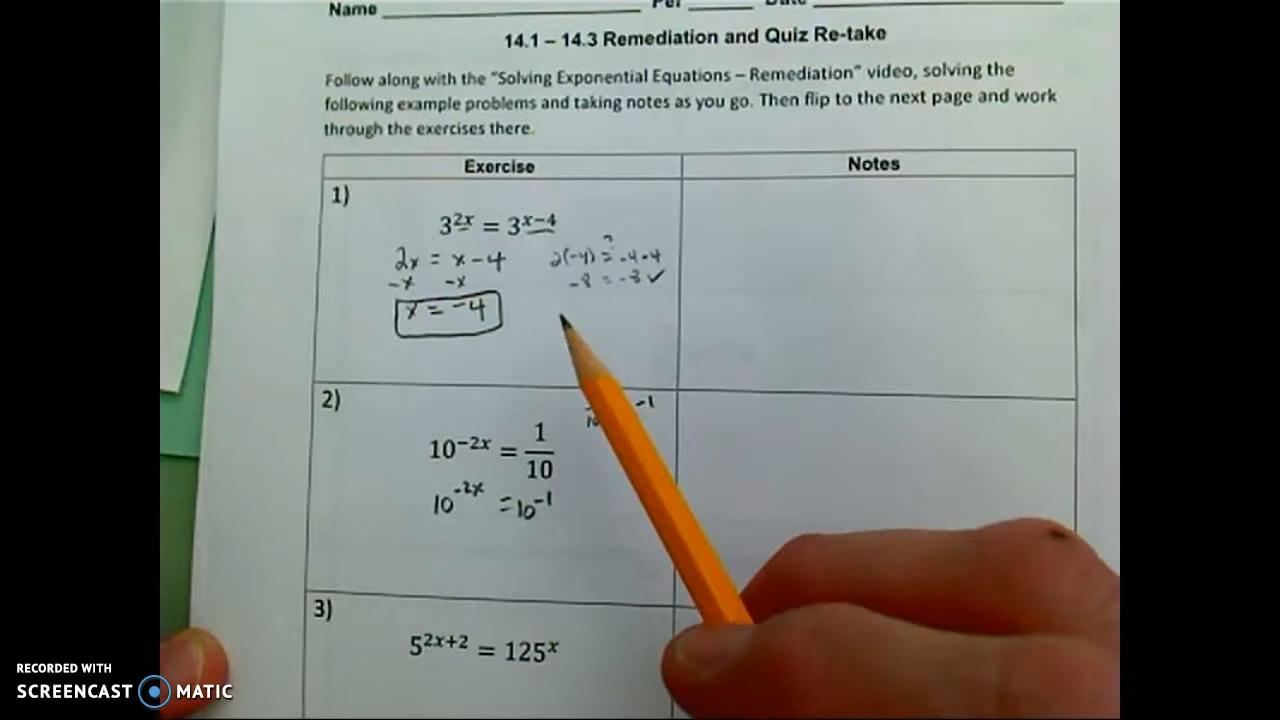 Name
14.1 – 14.3 Remediation and Quiz Re-take
Follow along with the “Solving Exponential Equations – Remediation” video, solving the
following example problems and taking notes as you go. Then flip to the next page and work
through the exercises there.
Exercise Notes
1)
3^{2x} = 3^{x−4}
2x = x − 4 2(-4) ?= -4-4
-x -x -8 = -8 ✓
x = -4
2)
-1
10^{−2x} = 1/10
10^{-2x} = 10^{-1}
3)
5^{2x+2} = 125^{x}
RECORDED WITH
SCREENCAST MATIC